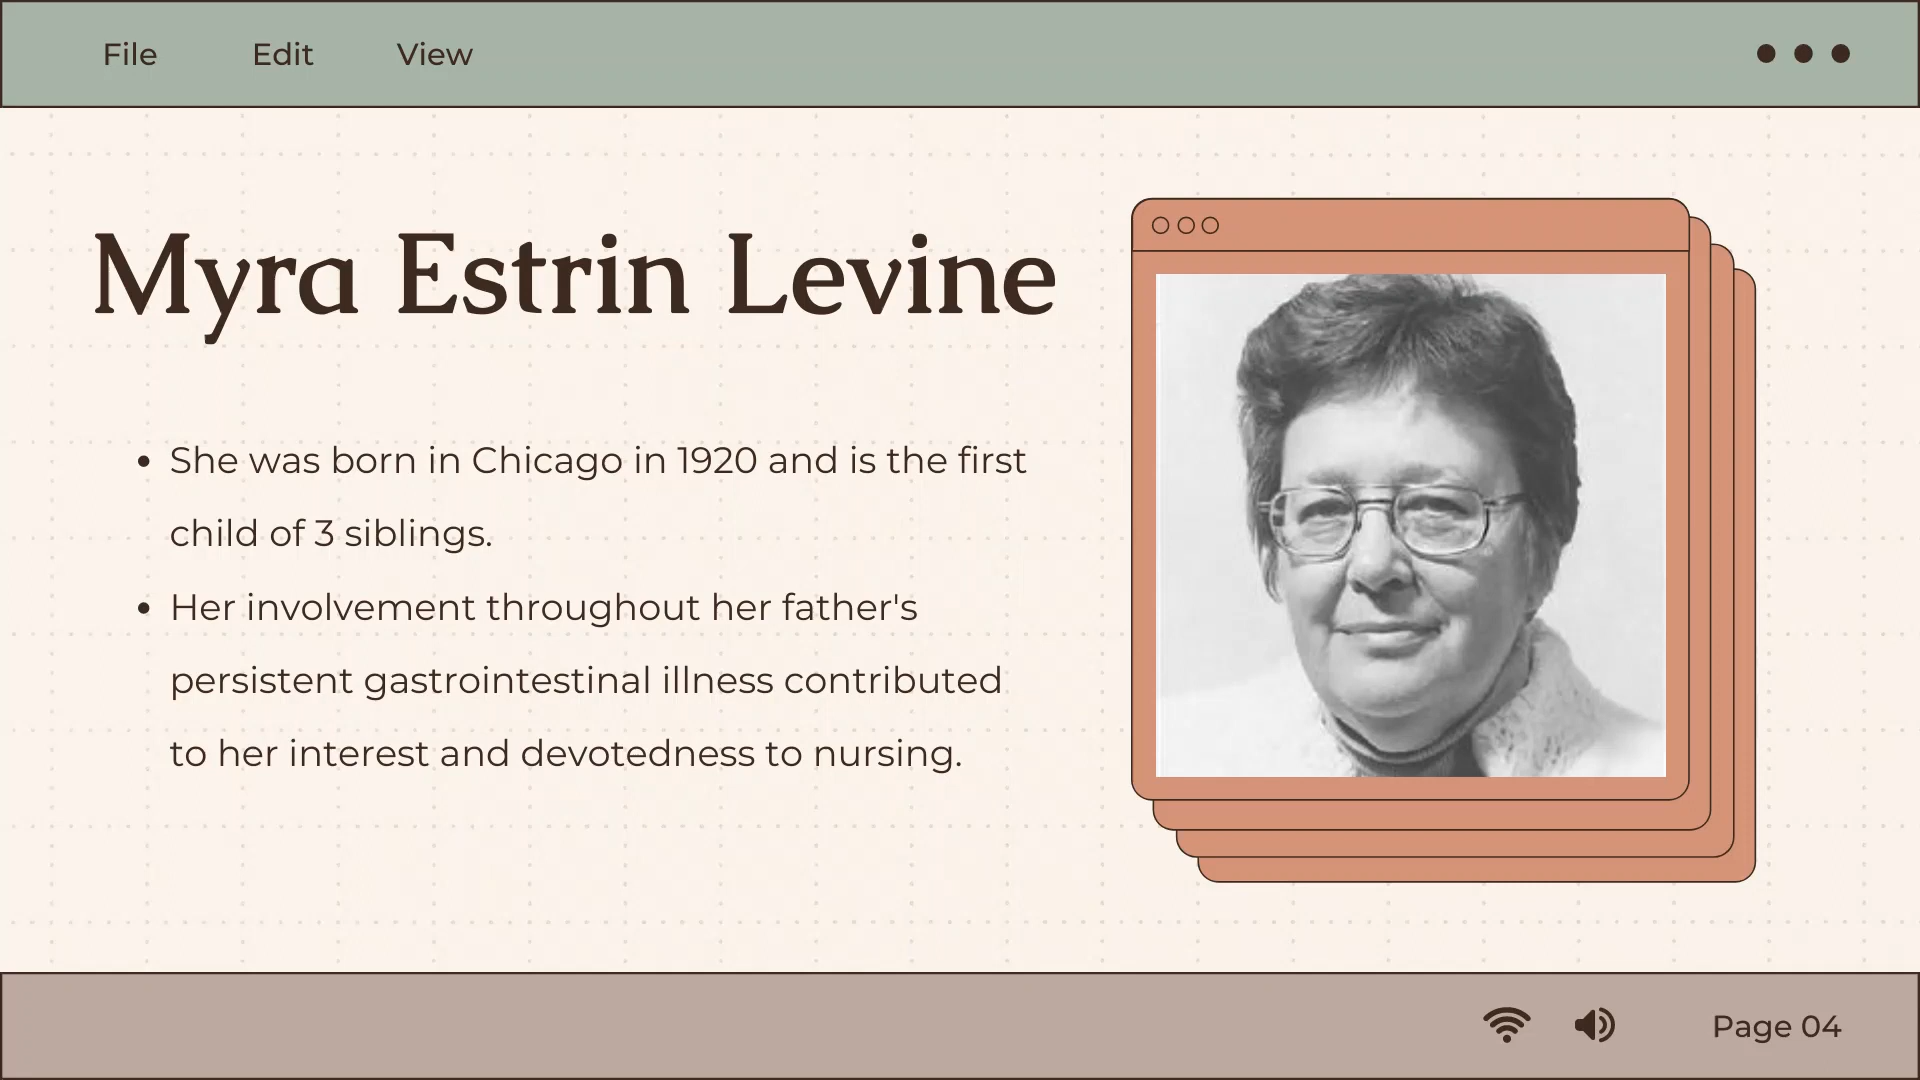 File Edit View
Myra Estrin Levine
• She was born in Chicago in 1920 and is the first
child of 3 siblings.
• Her involvement throughout her father's
persistent gastrointestinal illness contributed
to her interest and devotedness to nursing.
Page 04